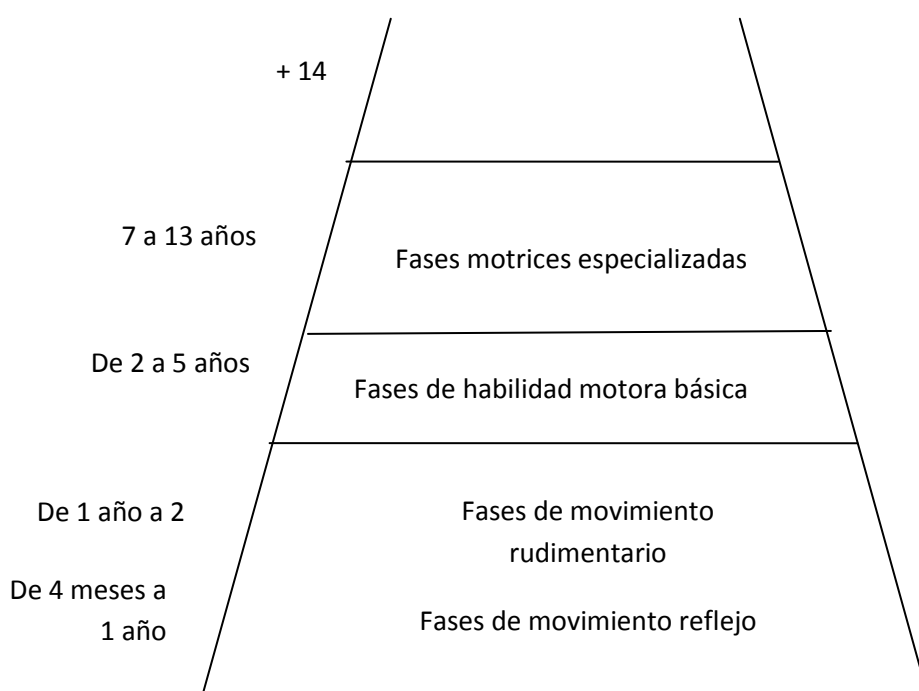 + 14
7 a 13 años
Fases motrices especializadas
De 2 a 5 años
Fases de habilidad motora básica
De 1 año a 2
Fases de movimiento
rudimentario
De 4 meses a
1 año
Fases de movimiento reflejo